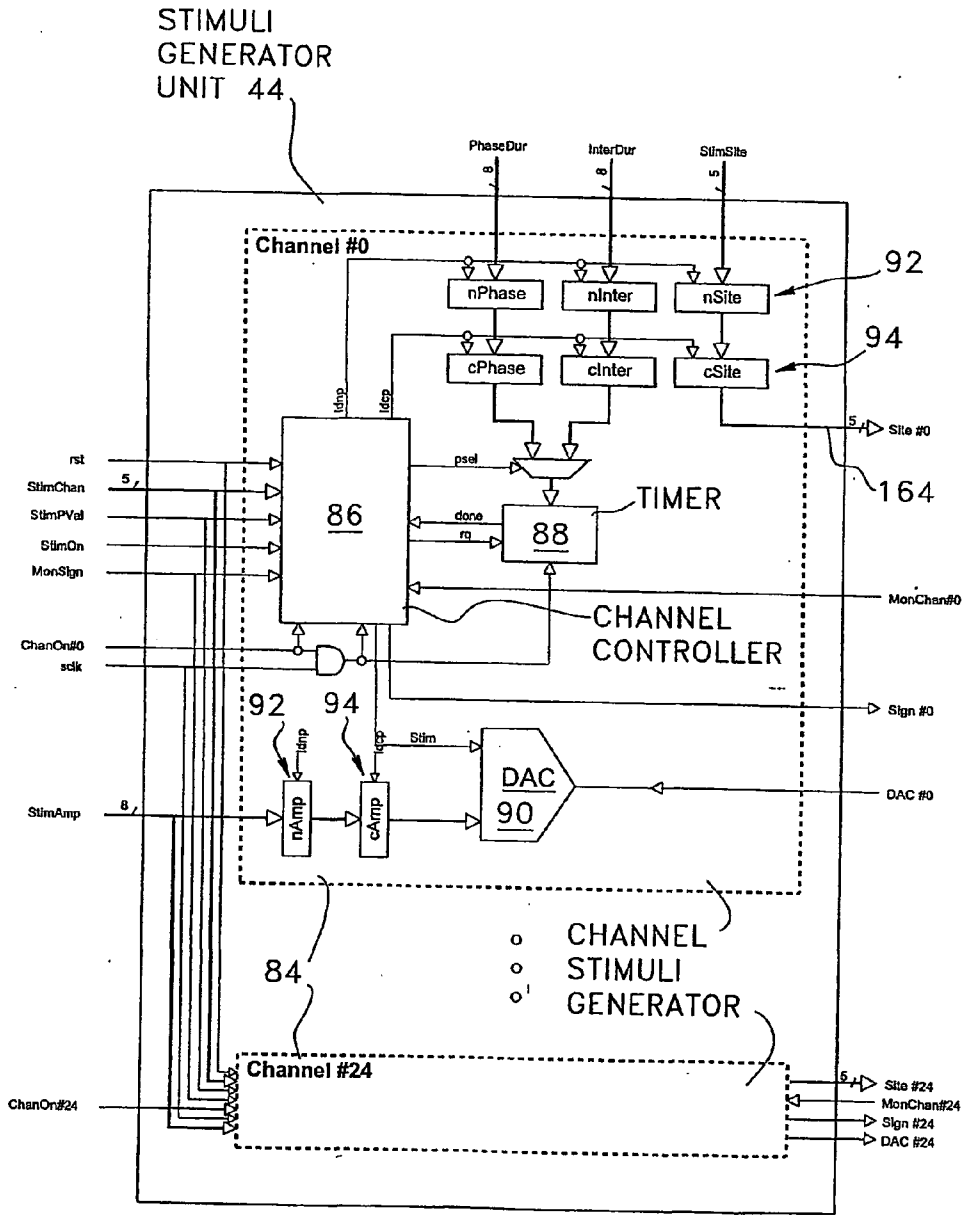 STIMULI
GENERATOR
UNIT 44
PhaseDur
InterDur
StimSite
8
8
5
Channel #0
nPhase
nInter
nSite
92
cPhase
cInter
cSite
94
ldnp
ldcp
5
Site #0
164
rst
StimChan
5
StimPVal
StimOn
MonSign
86
psel
done
rq
TIMER
88
MonChan#0
CHANNEL
CONTROLLER
ChanOn#0
sclk
Sign #0
92
94
ldnp
ldcp
Stim
DAC
90
DAC #0
StimAmp
8
nAmp
cAmp
84
CHANNEL
STIMULI
GENERATOR
Channel #24
ChanOn#24
5
Site #24
MonChan#24
Sign #24
DAC #24